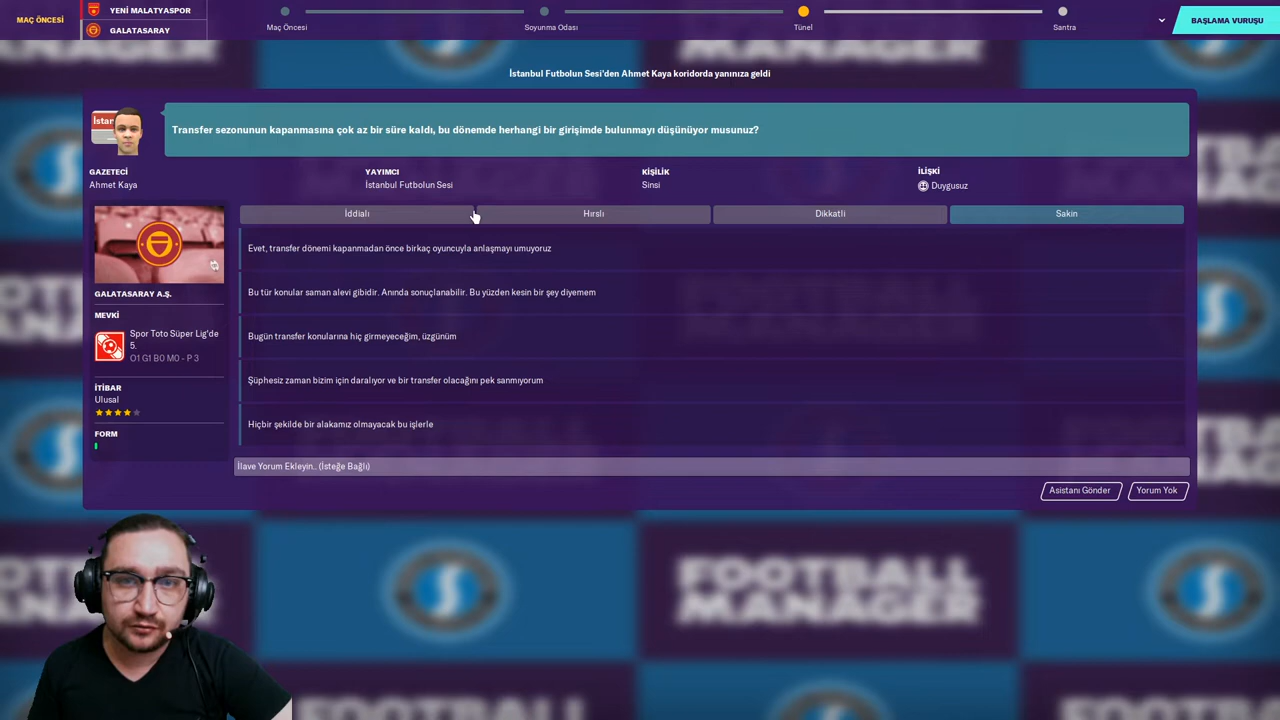 MAÇ ÖNCESİ
YENİ MALATYASPOR
GALATASARAY
Maç Öncesi
Soyunma Odası
Tünel
Santra
BAŞLAMA VURUŞU
İstanbul Futbolun Sesi'den Ahmet Kaya koridorda yanınıza geldi
Transfer sezonunun kapanmasına çok az bir süre kaldı, bu dönemde herhangi bir girişimde bulunmayı düşünüyor musunuz?
GAZETECİ
Ahmet Kaya
YAYIMCI
İstanbul Futbolun Sesi
KİŞİLİK
Sinsi
İLİŞKİ
Duygusuz
İddialı
Hırslı
Dikkatli
Sakin
Evet, transfer dönemi kapanmadan önce birkaç oyuncuyla anlaşmayı umuyoruz
Bu tür konular saman alevi gibidir. Anında sonuçlanabilir. Bu yüzden kesin bir şey diyemem
Bugün transfer konularına hiç girmeyeceğim, üzgünüm
Şüphesiz zaman bizim için daralıyor ve bir transfer olacağını pek sanmıyorum
Hiçbir şekilde bir alakamız olmayacak bu işlerle
GALATASARAY A.Ş.
MEVKİ
Spor Toto Süper Lig'de
5.
O1 G1 B0 M0 - P 3
İTİBAR
Ulusal
FORM
İlave Yorum Ekleyin.. (İsteğe Bağlı)
Asistanı Gönder
Yorum Yok
FOOTBALL
MANAGER